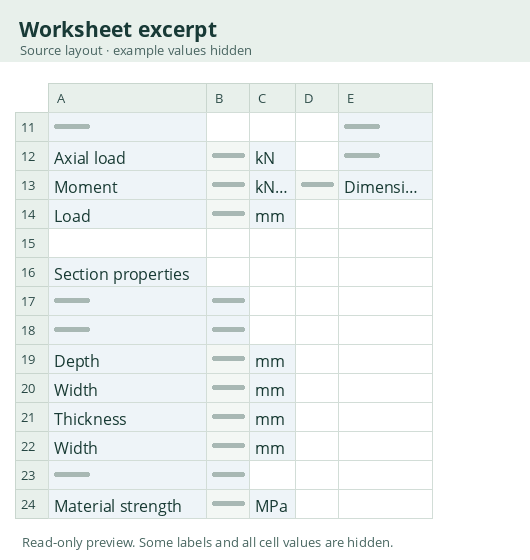 Worksheet excerpt
Source layout · example values hidden
A B C D E
11
12 Axial load kN
13 Moment kN... Dimensi...
14 Load mm
15
16 Section properties
17
18
19 Depth mm
20 Width mm
21 Thickness mm
22 Width mm
23
24 Material strength MPa
Read-only preview. Some labels and all cell values are hidden.